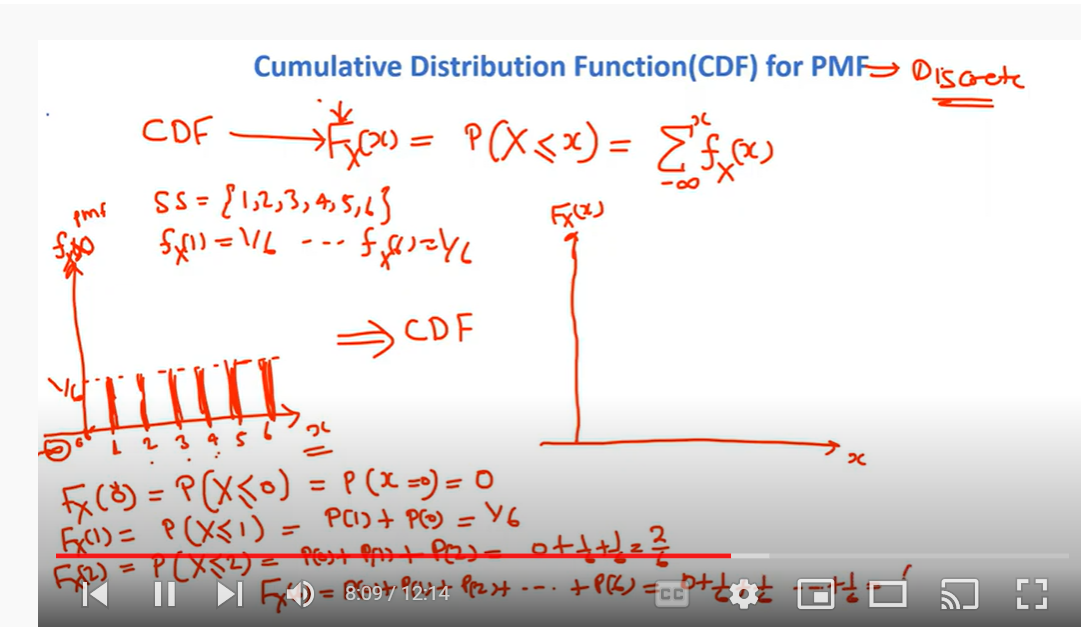 Cumulative Distribution Function(CDF) for PMF → Discrete
CDF → Fx(x) = P(X ≤ x) = Σ fx(x)
x
-∞
SS = {1,2,3,4,5,6}
pmf
fx(1) = 1/6 --- fx(6) = 1/6
Fx(x)
⇒ CDF
1/6
0 1 2 3 4 5 6 x
x
Fx(0) = P(X≤0) = P(x=0) = 0
Fx(1) = P(X≤1) = P(1) + P(0) = 1/6
Fx(2) = P(X≤2) = P(0) + P(1) + P(2) = 0 + 1/6 + 1/6 = 2/6
8:09 / 12:14
CC